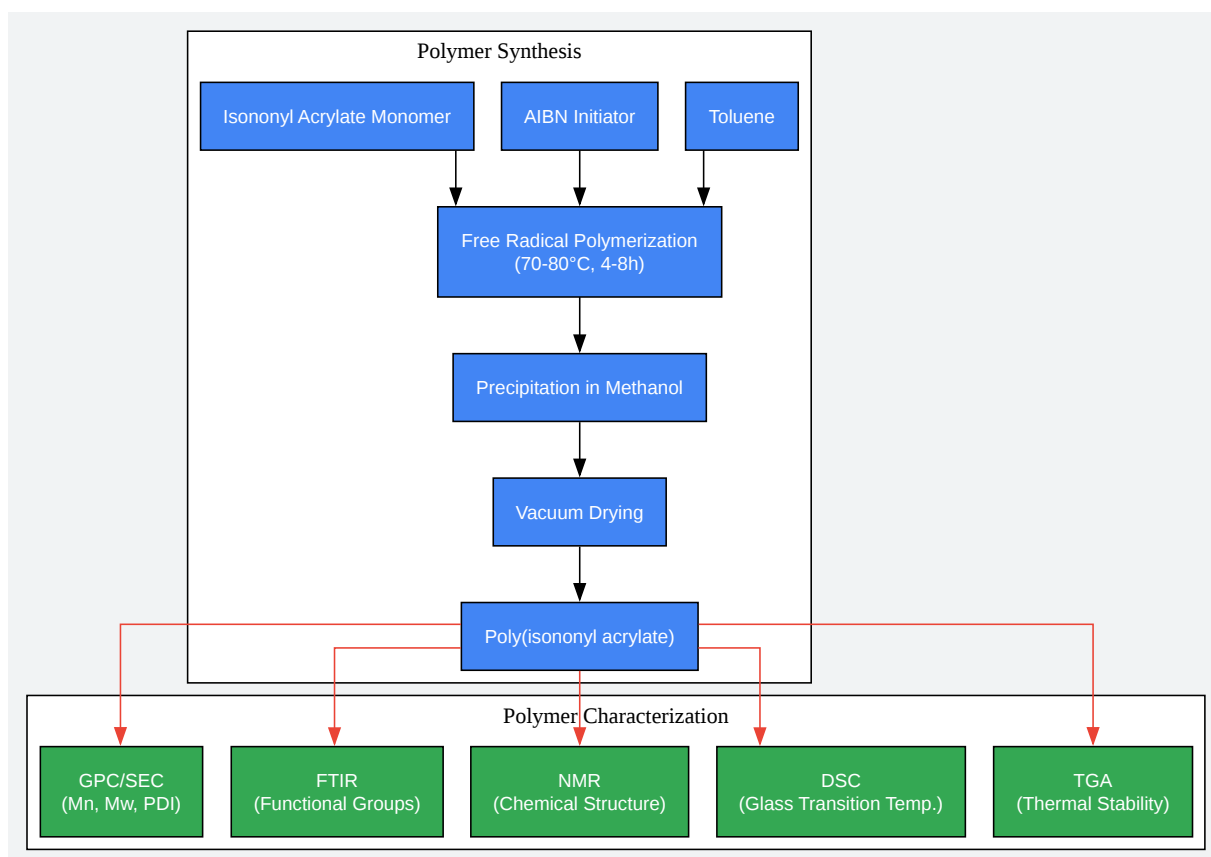 Polymer Synthesis
Isononyl Acrylate Monomer
AIBN Initiator
Toluene
Free Radical Polymerization
(70-80°C, 4-8h)
Precipitation in Methanol
Vacuum Drying
Poly(isononyl acrylate)
Polymer Characterization
GPC/SEC
(Mn, Mw, PDI)
FTIR
(Functional Groups)
NMR
(Chemical Structure)
DSC
(Glass Transition Temp.)
TGA
(Thermal Stability)